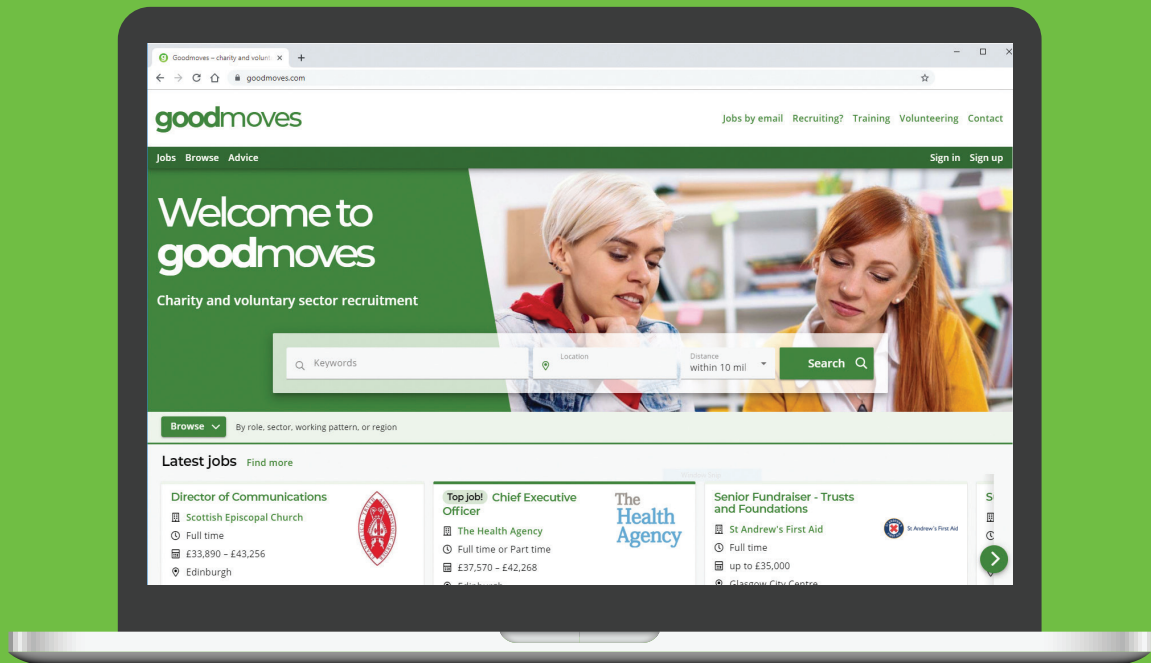 Goodmoves – charity and volunt
goodmoves.com
goodmoves
Jobs by email Recruiting? Training Volunteering Contact
Jobs Browse Advice
Sign in Sign up
Welcome to
goodmoves
Charity and voluntary sector recruitment
Keywords
Location
Distance
within 10 mil
Search
Browse
By role, sector, working pattern, or region
Latest jobs Find more
Director of Communications
Scottish Episcopal Church
Full time
£33,890 – £43,256
Edinburgh
Top job! Chief Executive
Officer
The Health Agency
Full time or Part time
£37,570 – £42,268
Edinburgh
The
Health
Agency
Senior Fundraiser - Trusts
and Foundations
St Andrew's First Aid
Full time
up to £35,000
Glasgow City Centre
St Andrew's First Aid
S